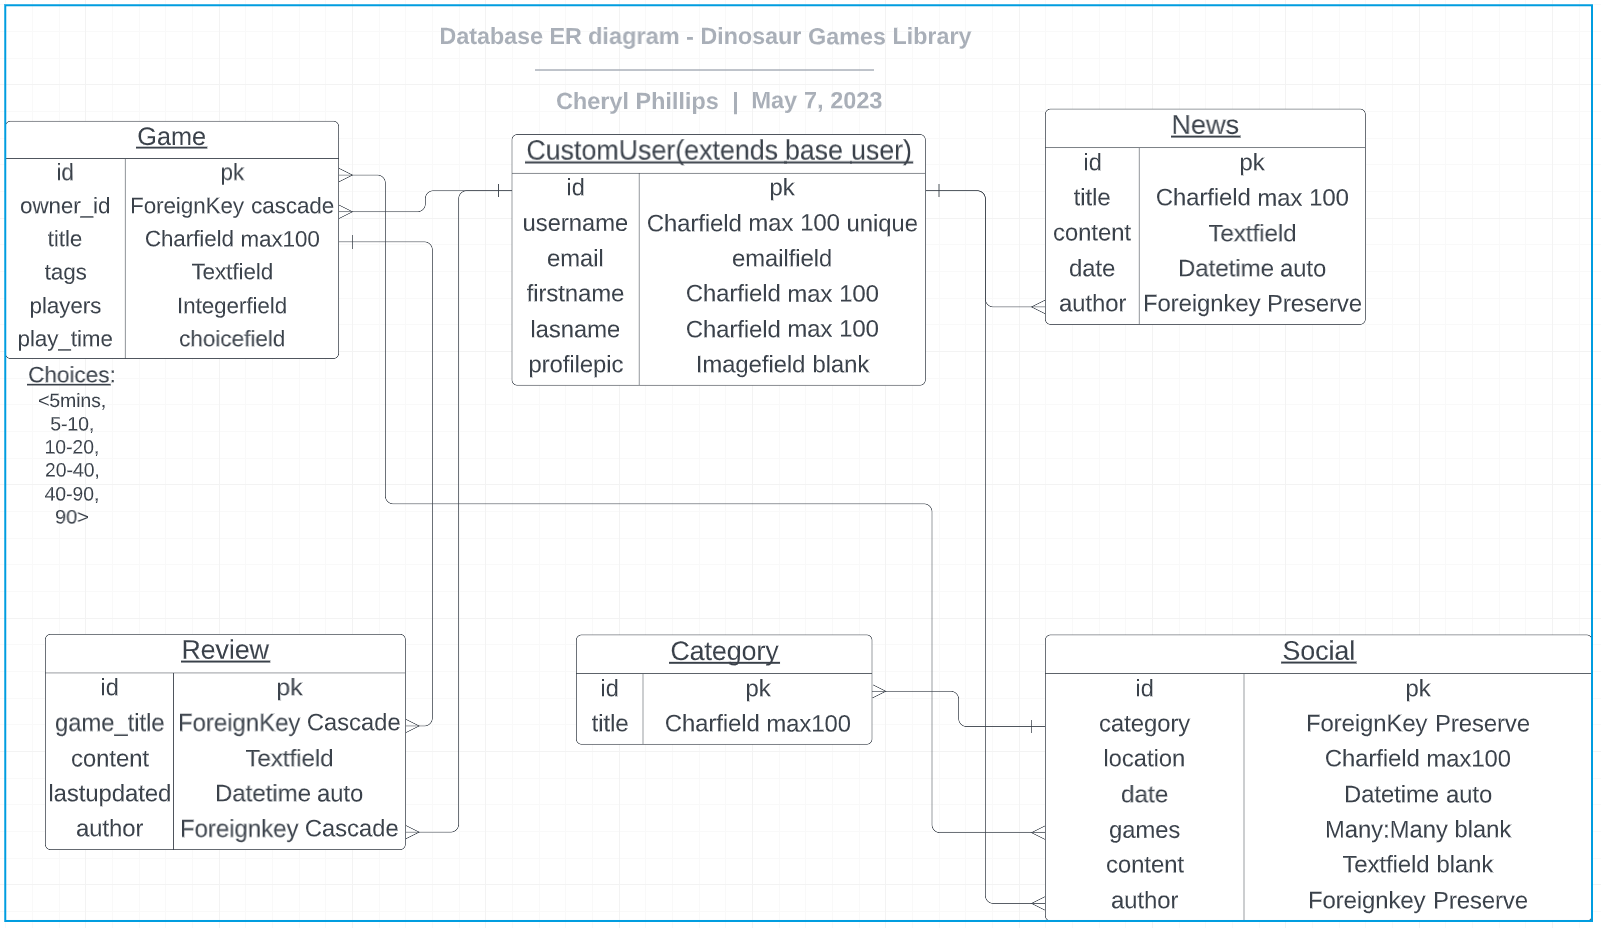 Database ER diagram - Dinosaur Games Library
Cheryl Phillips | May 7, 2023
Game
id pk
owner_id ForeignKey cascade
title Charfield max100
tags Textfield
players Integerfield
play_time choicefield
Choices:
<5mins,
5-10,
10-20,
20-40,
40-90,
90>
CustomUser(extends base user)
id pk
username Charfield max 100 unique
email emailfield
firstname Charfield max 100
lasname Charfield max 100
profilepic Imagefield blank
News
id pk
title Charfield max 100
content Textfield
date Datetime auto
author Foreignkey Preserve
Review
id pk
game_title ForeignKey Cascade
content Textfield
lastupdated Datetime auto
author Foreignkey Cascade
Category
id pk
title Charfield max100
Social
id pk
category ForeignKey Preserve
location Charfield max100
date Datetime auto
games Many:Many blank
content Textfield blank
author Foreignkey Preserve